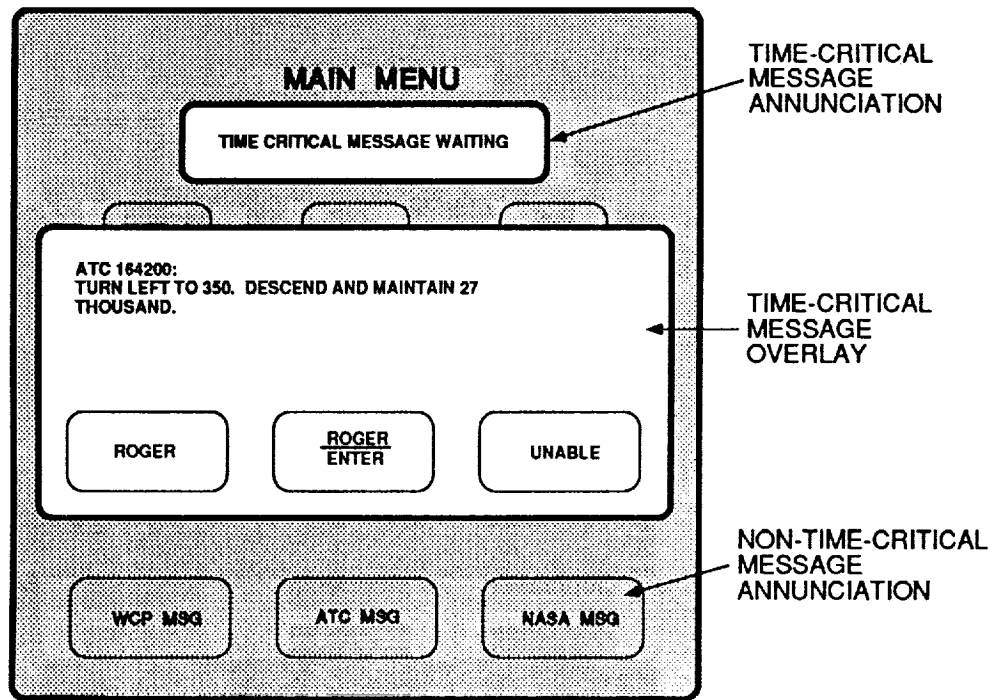 MAIN MENU
TIME CRITICAL MESSAGE WAITING
ATC 164200:
TURN LEFT TO 350. DESCEND AND MAINTAIN 27
THOUSAND.
ROGER
ROGER
ENTER
UNABLE
WCP MSG
ATC MSG
NASA MSG
TIME-CRITICAL
MESSAGE
ANNUNCIATION
TIME-CRITICAL
MESSAGE
OVERLAY
NON-TIME-CRITICAL
MESSAGE
ANNUNCIATION